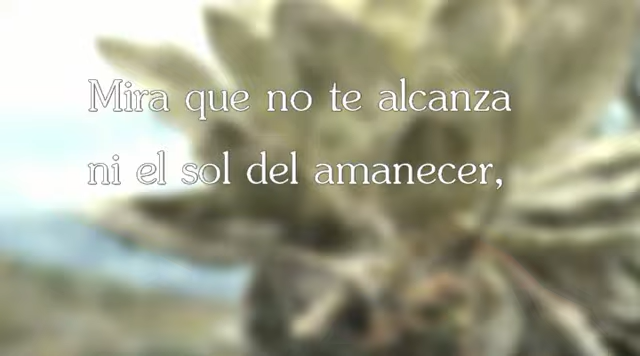 Mira que no te alcanza
ni el sol del amanecer,